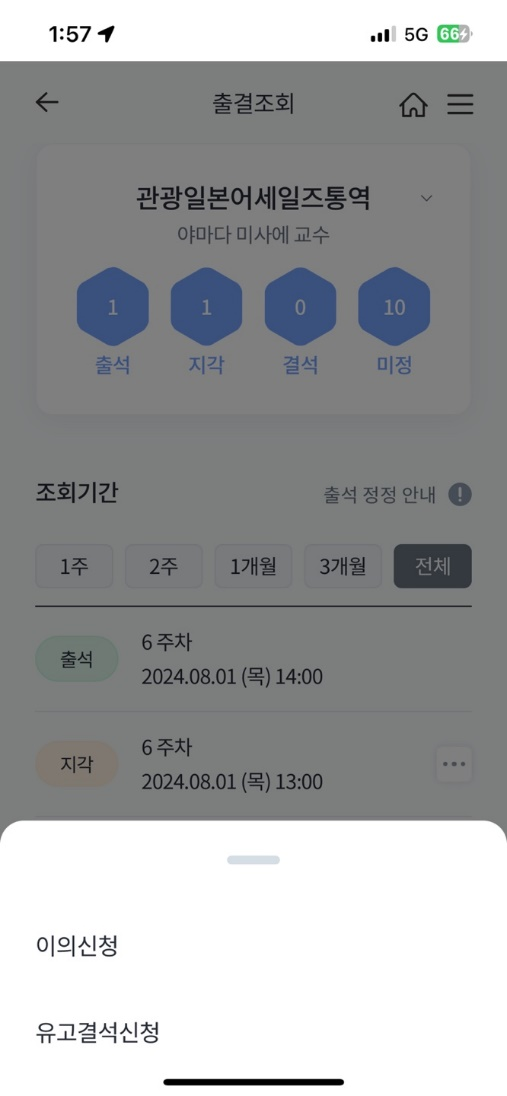 1:57
5G 66
출결조회
관광일본어세일즈통역
야마다 미사에 교수
1 1 0 10
출석 지각 결석 미정
조회기간 출석 정정 안내 !
1주 2주 1개월 3개월 전체
출석 6 주차
2024.08.01 (목) 14:00
지각 6 주차
2024.08.01 (목) 13:00
이의신청
유고결석신청